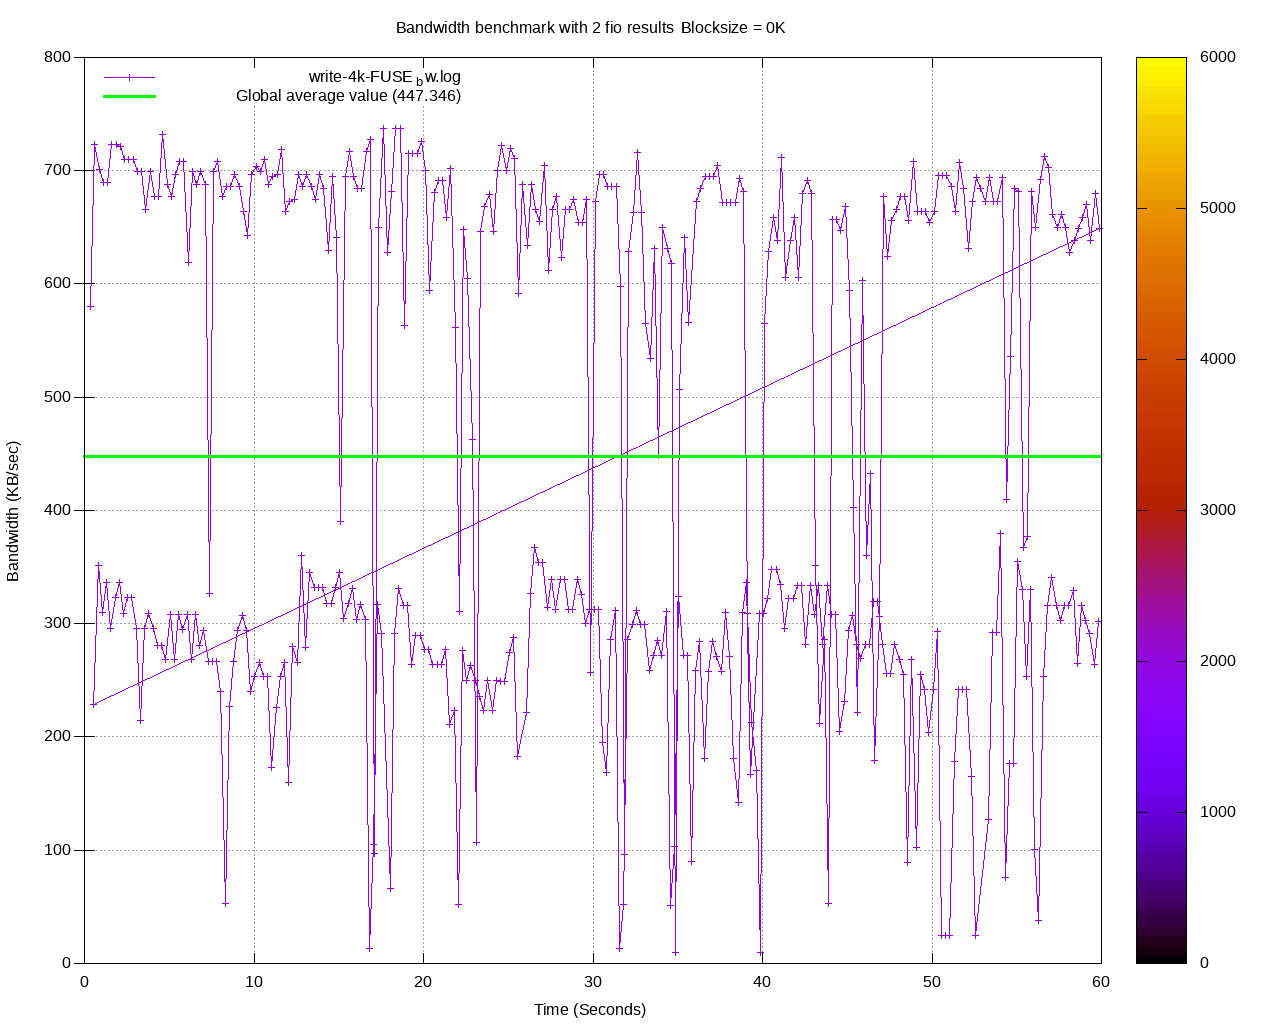 Bandwidth benchmark with 2 fio results Blocksize = 0K
write-4k-FUSE_bw.log
Global average value (447.346)
Bandwidth (KB/sec)
800
700
600
500
400
300
200
100
0
0 10 20 30 40 50 60
Time (Seconds)
6000
5000
4000
3000
2000
1000
0